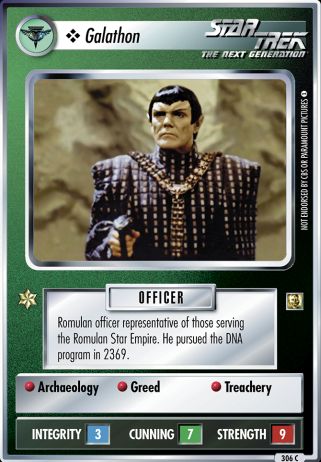 Galathon
STAR TREK
THE NEXT GENERATION
NOT ENDORSED BY CBS OR PARAMOUNT PICTURES
OFFICER
Romulan officer representative of those serving
the Romulan Star Empire. He pursued the DNA
program in 2369.
Archaeology Greed Treachery
INTEGRITY 3 CUNNING 7 STRENGTH 9
306 C